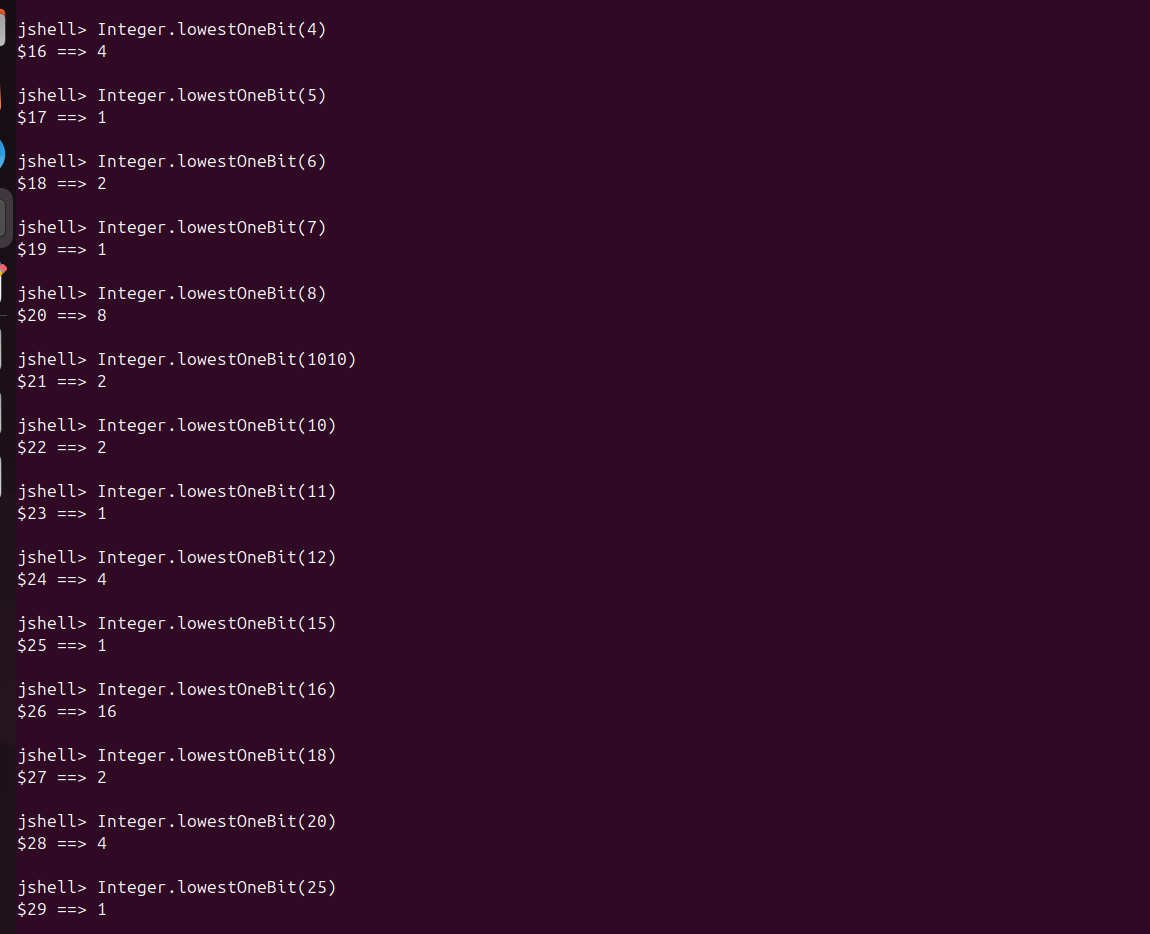 jshell> Integer.lowestOneBit(4)
$16 ==> 4
jshell> Integer.lowestOneBit(5)
$17 ==> 1
jshell> Integer.lowestOneBit(6)
$18 ==> 2
jshell> Integer.lowestOneBit(7)
$19 ==> 1
jshell> Integer.lowestOneBit(8)
$20 ==> 8
jshell> Integer.lowestOneBit(1010)
$21 ==> 2
jshell> Integer.lowestOneBit(10)
$22 ==> 2
jshell> Integer.lowestOneBit(11)
$23 ==> 1
jshell> Integer.lowestOneBit(12)
$24 ==> 4
jshell> Integer.lowestOneBit(15)
$25 ==> 1
jshell> Integer.lowestOneBit(16)
$26 ==> 16
jshell> Integer.lowestOneBit(18)
$27 ==> 2
jshell> Integer.lowestOneBit(20)
$28 ==> 4
jshell> Integer.lowestOneBit(25)
$29 ==> 1